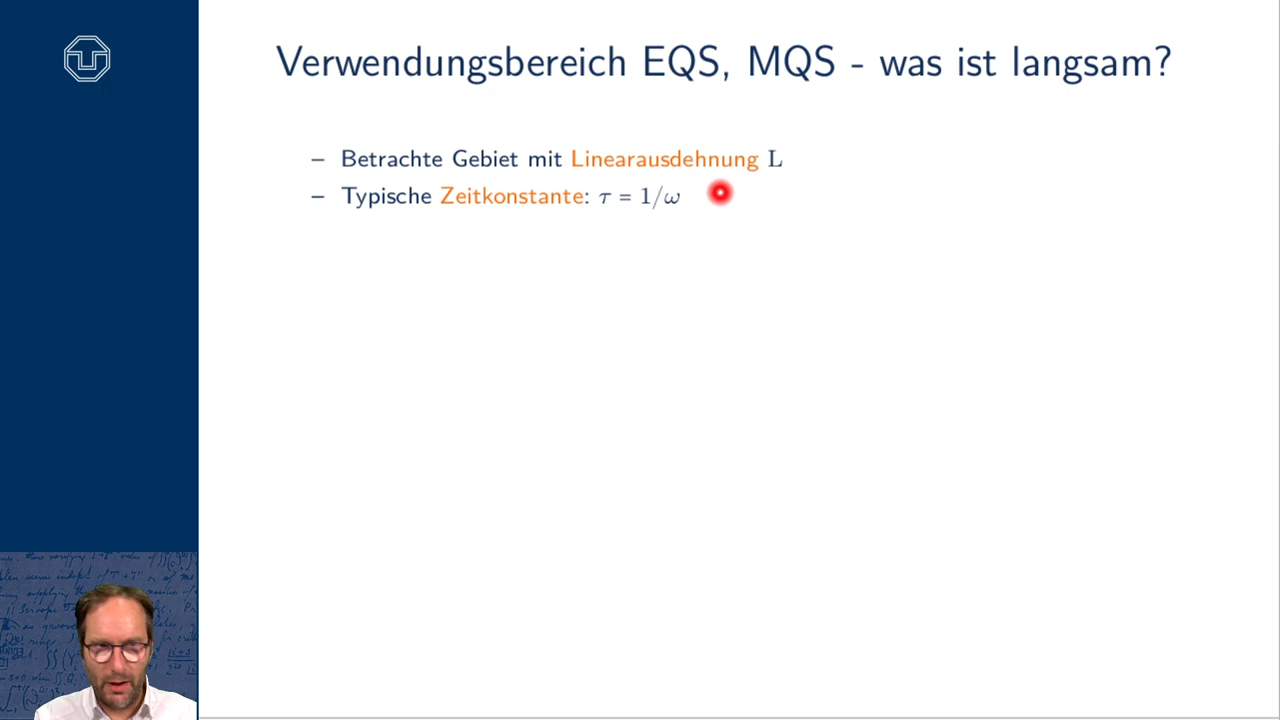 Verwendungsbereich EQS, MQS - was ist langsam?
– Betrachte Gebiet mit Linearausdehnung L
– Typische Zeitkonstante: τ = 1/ω